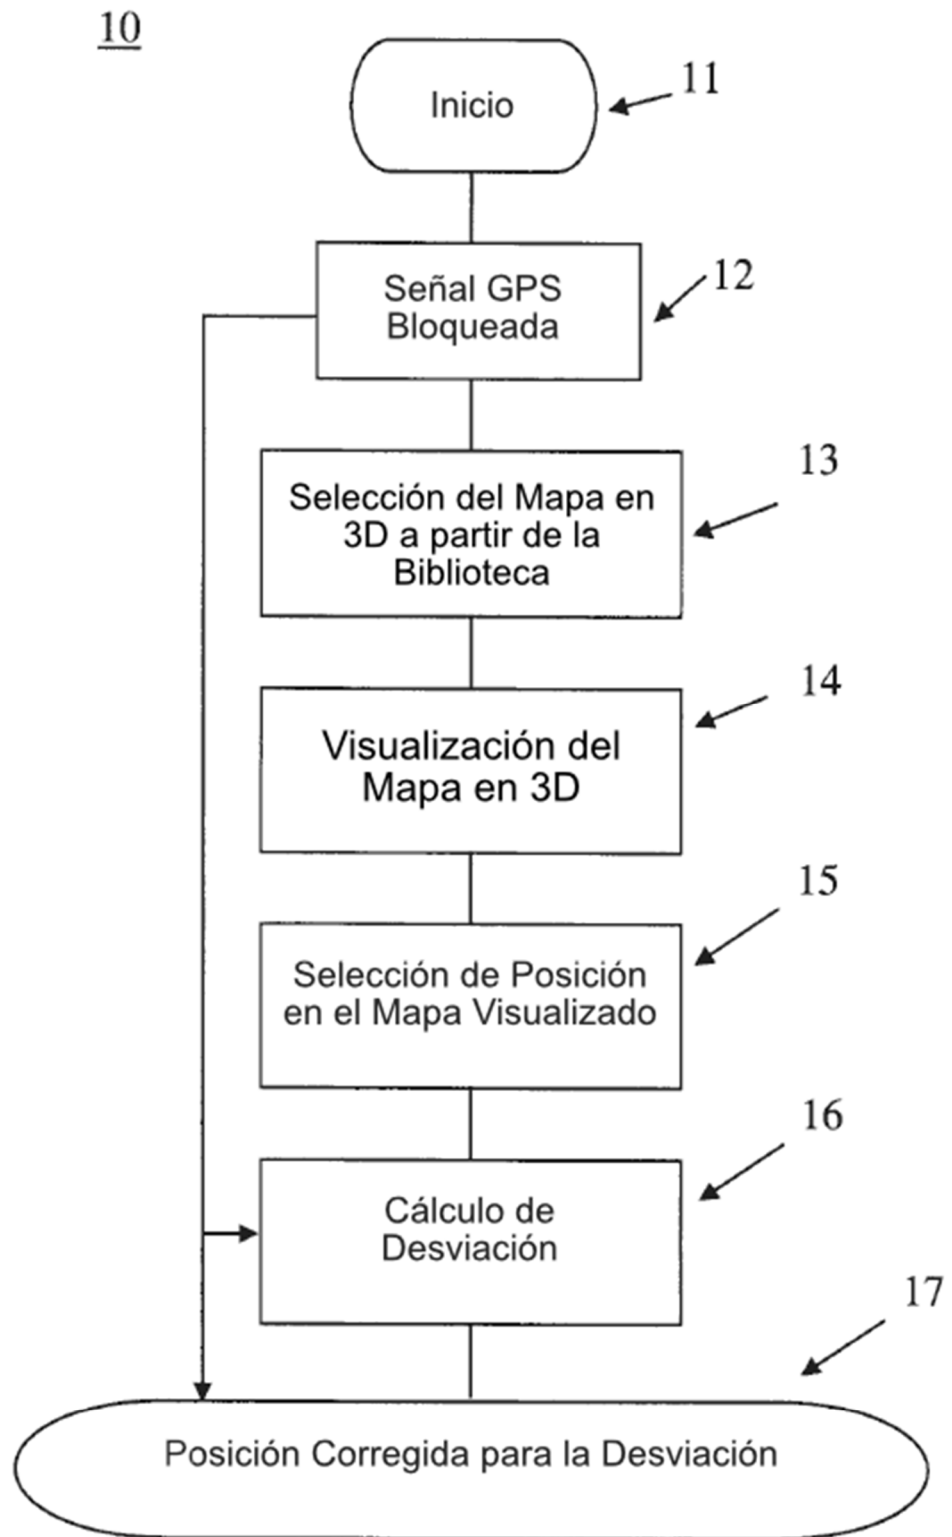 10
Inicio
11
Señal GPS
Bloqueada
12
Selección del Mapa en
3D a partir de la
Biblioteca
13
Visualización del
Mapa en 3D
14
Selección de Posición
en el Mapa Visualizado
15
Cálculo de
Desviación
16
Posición Corregida para la Desviación
17